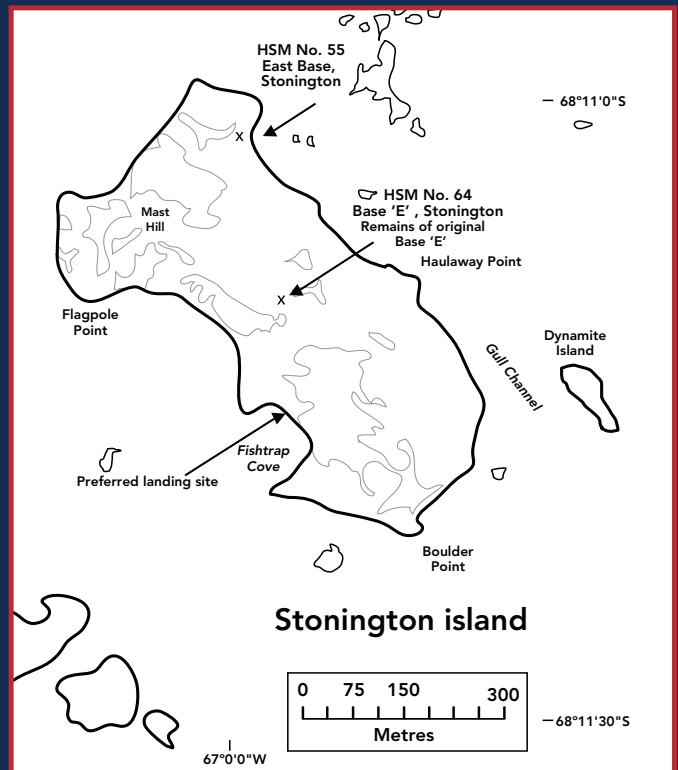 HSM No. 55
East Base,
Stonington
68°11'0"S
HSM No. 64
Base ‘E’ , Stonington
Remains of original
Base ‘E’
Mast
Hill
Haulaway Point
Flagpole
Point
Dynamite
Island
Gull Channel
Fishtrap
Cove
Preferred landing site
Boulder
Point
Stonington island
0 75 150 300
Metres
68°11'30"S
67°0'0"W
x
x